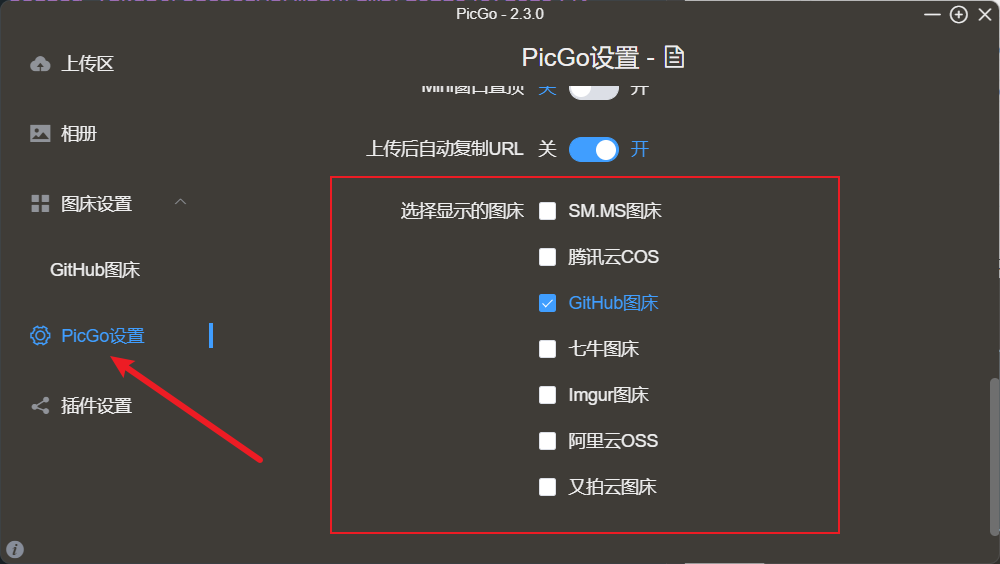 PicGo - 2.3.0
上传区
相册
图床设置
GitHub图床
PicGo设置
插件设置
PicGo设置 -
Mini窗口置顶 关 开
上传后自动复制URL 关 开
选择显示的图床 SM.MS图床
腾讯云COS
GitHub图床
七牛图床
Imgur图床
阿里云OSS
又拍云图床